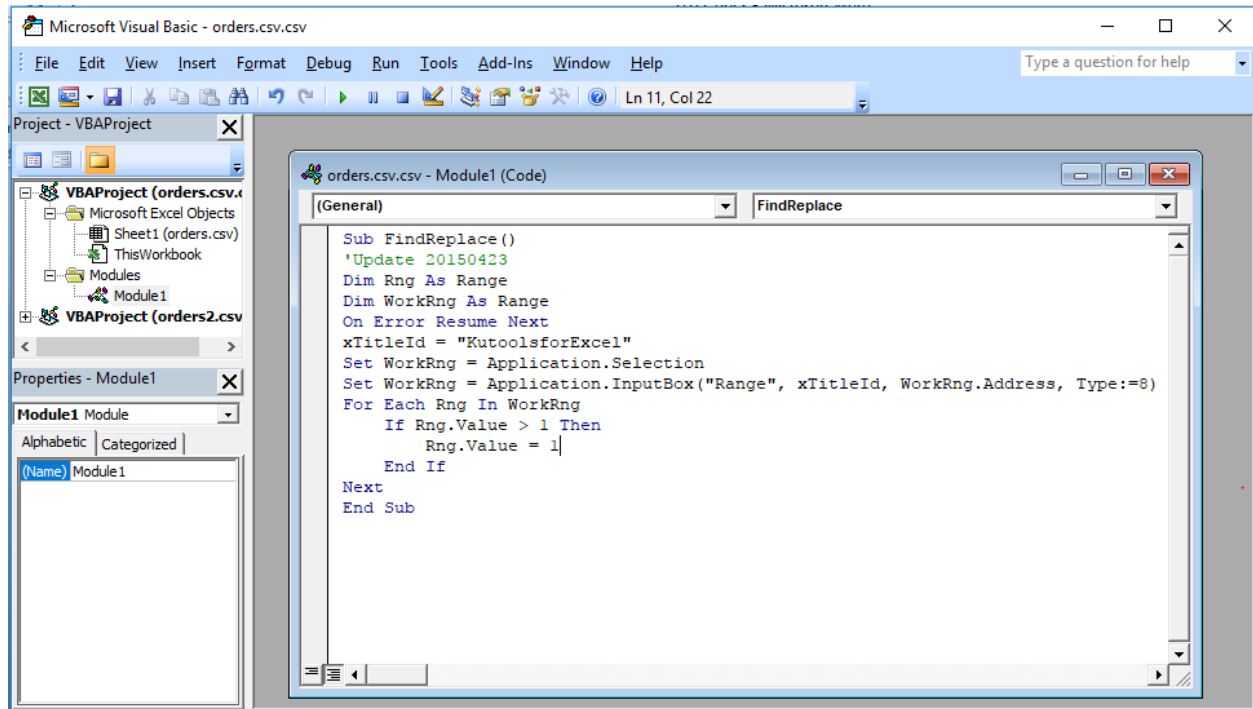 Microsoft Visual Basic - orders.csv.csv
File Edit View Insert Format Debug Run Tools Add-Ins Window Help
Type a question for help
Ln 11, Col 22
Project - VBAProject
VBAProject (orders.csv.c
Microsoft Excel Objects
Sheet1 (orders.csv)
ThisWorkbook
Modules
Module1
VBAProject (orders2.csv
Properties - Module1
Module1 Module
Alphabetic Categorized
(Name) Module1
orders.csv.csv - Module1 (Code)
(General) FindReplace
Sub FindReplace()
'Update 20150423
Dim Rng As Range
Dim WorkRng As Range
On Error Resume Next
xTitleId = "KutoolsforExcel"
Set WorkRng = Application.Selection
Set WorkRng = Application.InputBox("Range", xTitleId, WorkRng.Address, Type:=8)
For Each Rng In WorkRng
If Rng.Value > 1 Then
Rng.Value = 1
End If
Next
End Sub